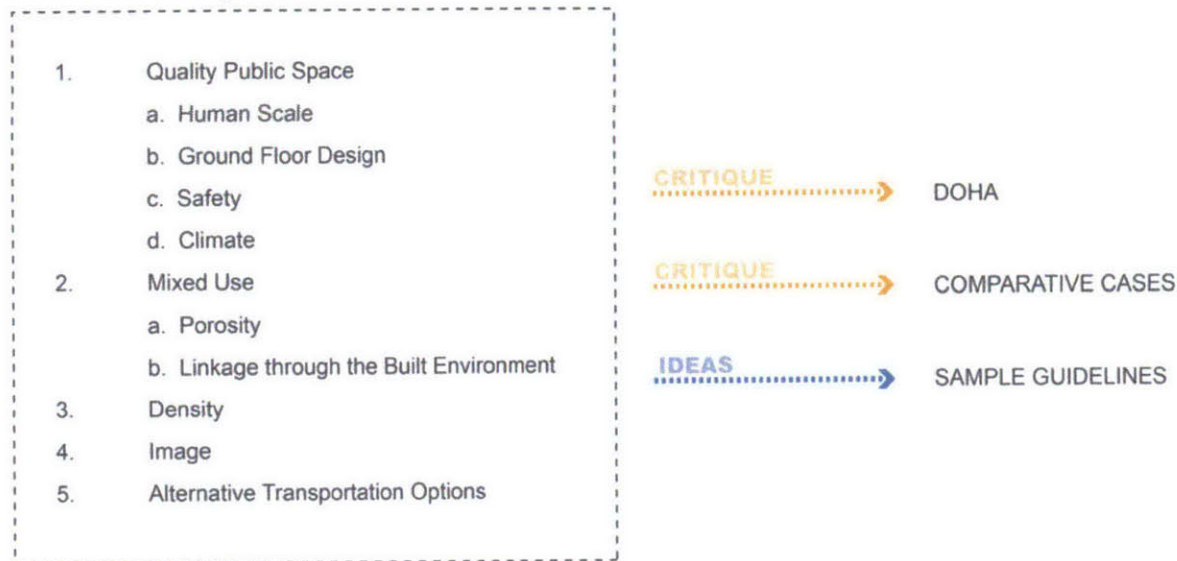 1. Quality Public Space
a. Human Scale
b. Ground Floor Design
c. Safety
d. Climate
2. Mixed Use
a. Porosity
b. Linkage through the Built Environment
3. Density
4. Image
5. Alternative Transportation Options
CRITIQUE DOHA
CRITIQUE COMPARATIVE CASES
IDEAS SAMPLE GUIDELINES